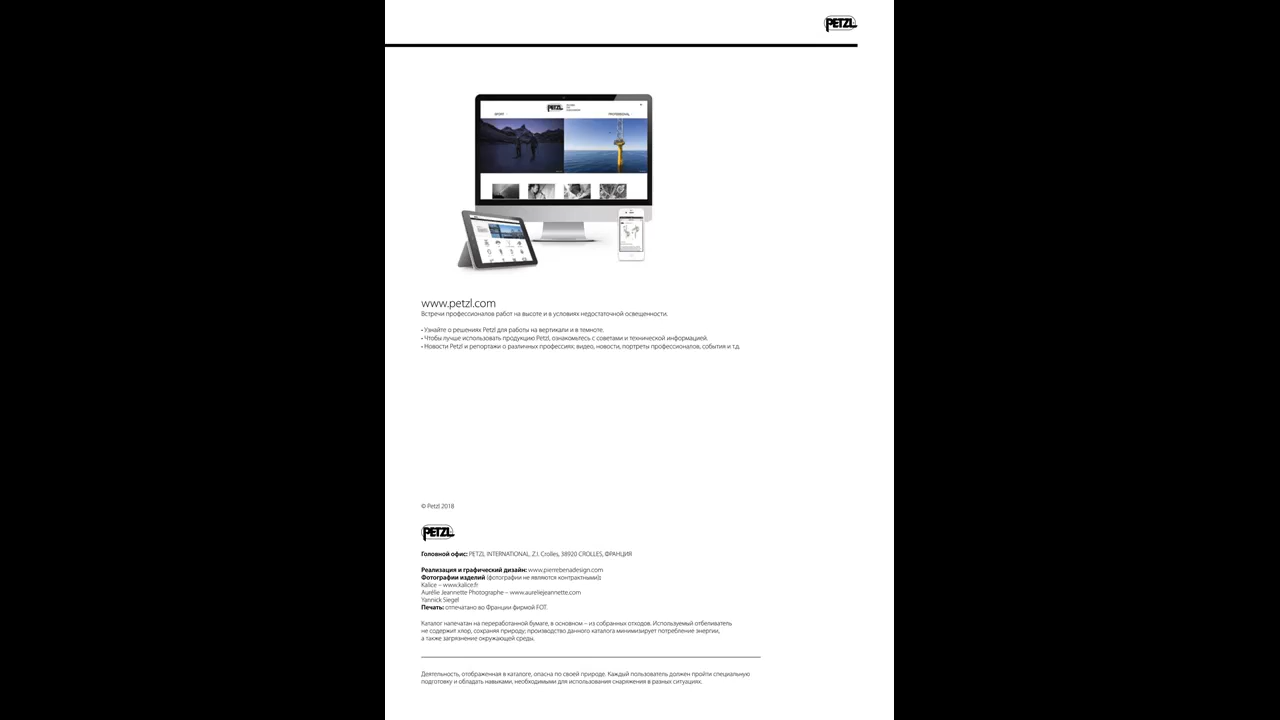 PETZL
PETZL
SPORT
PROFESSIONAL
www.petzl.com
Встречи профессионалов работ на высоте и в условиях недостаточной освещенности.
• Узнайте о решениях Petzl для работы на вертикали и в темноте.
• Чтобы лучше использовать продукцию Petzl, ознакомьтесь с советами и технической информацией.
• Новости Petzl и репортажи о различных профессиях: видео, новости, портреты профессионалов, события и т.д.
© Petzl 2018
PETZL
Головной офис: PETZL INTERNATIONAL, Z.I. Crolles, 38920 CROLLES, ФРАНЦИЯ
Реализация и графический дизайн: www.pierrebenadesign.com
Фотографии изделий (фотографии не являются контрактными):
Kalice – www.kalice.fr
Aurélie Jeannette Photographe – www.aureliejeannette.com
Yannick Siegel
Печать: отпечатано во Франции фирмой FOT.
Каталог напечатан на переработанной бумаге, в основном – из собранных отходов. Используемый отбеливатель
не содержит хлор, сохраняя природу: производство данного каталога минимизирует потребление энергии,
а также загрязнение окружающей среды.
Деятельность, отображенная в каталоге, опасна по своей природе. Каждый пользователь должен пройти специальную
подготовку и обладать навыками, необходимыми для использования снаряжения в разных ситуациях.